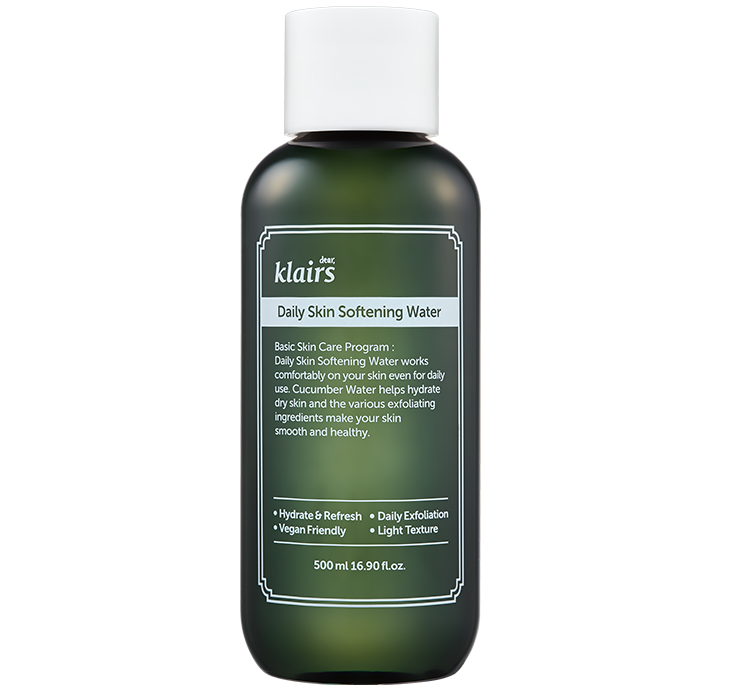 dear,
klairs
Daily Skin Softening Water
Basic Skin Care Program :
Daily Skin Softening Water works
comfortably on your skin even for daily
use. Cucumber Water helps hydrate
dry skin and the various exfoliating
ingredients make your skin
smooth and healthy.
• Hydrate & Refresh • Daily Exfoliation
• Vegan Friendly • Light Texture
500 ml 16.90 fl.oz.